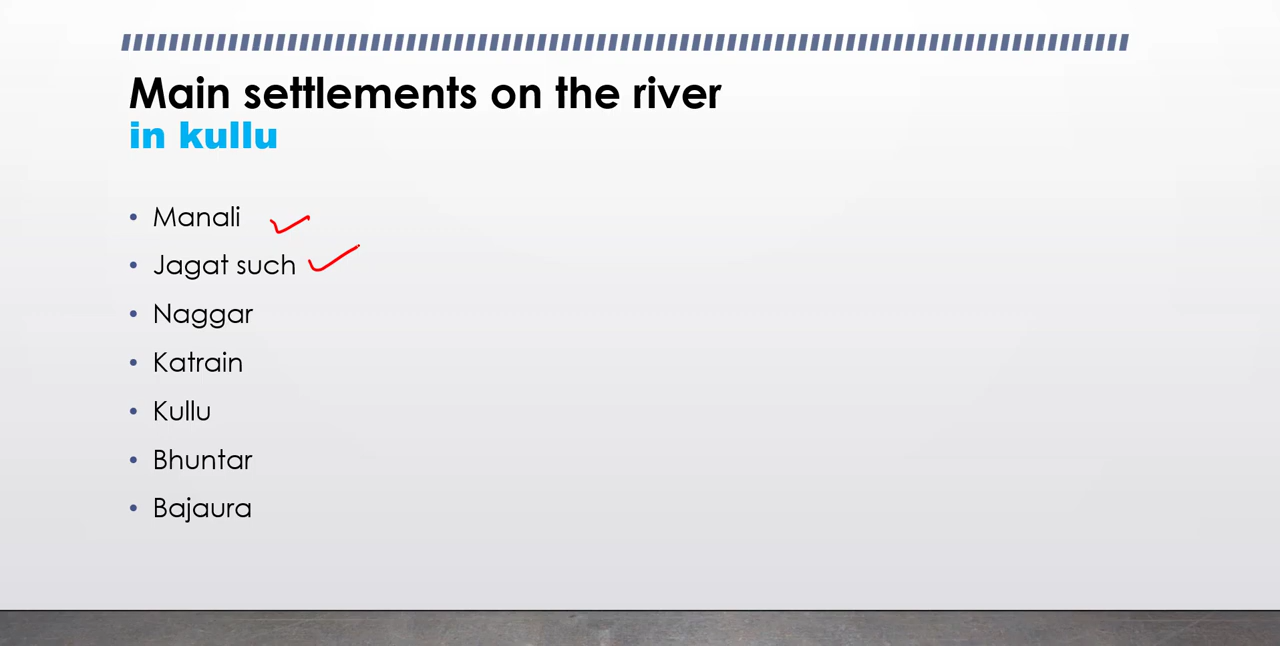 Main settlements on the river
in kullu
• Manali
• Jagat such
• Naggar
• Katrain
• Kullu
• Bhuntar
• Bajaura